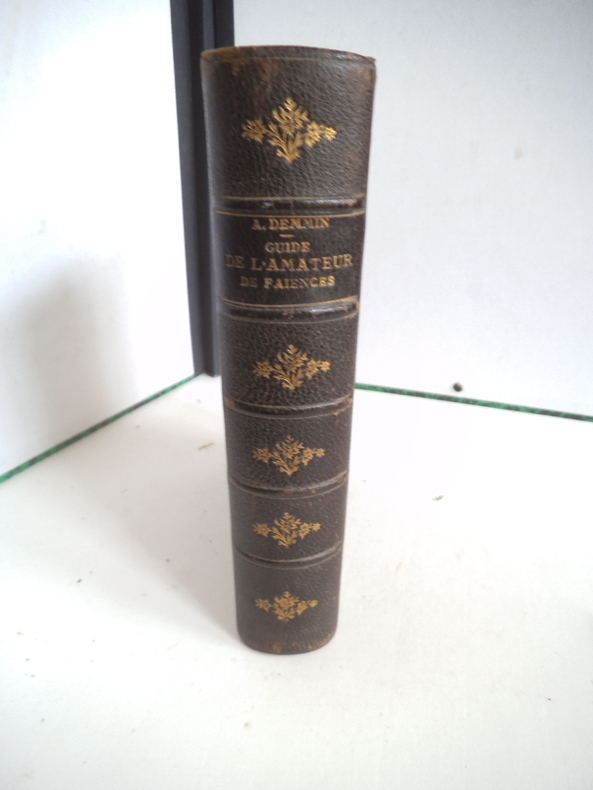 A. DEMMIN
GUIDE
DE L'AMATEUR
DE FAIENCES